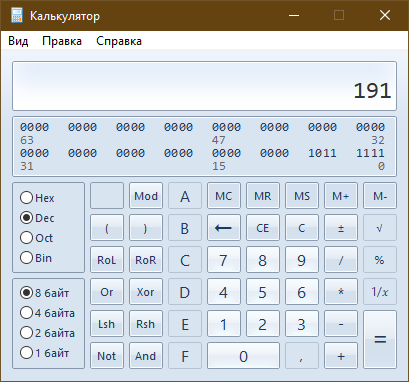 Калькулятор
Вид Правка Справка
191
0000 0000 0000 0000 0000 0000 0000 0000
63 47 32
0000 0000 0000 0000 0000 0000 1011 1111
31 15 0
Hex Mod A MC MR MS M+ M-
Dec ( ) B ← CE C ± √
Oct
Bin RoL RoR C 7 8 9 / %
8 байт Or Xor D 4 5 6 * 1/x
4 байта
2 байта Lsh Rsh E 1 2 3 - =
1 байт Not And F 0 , +